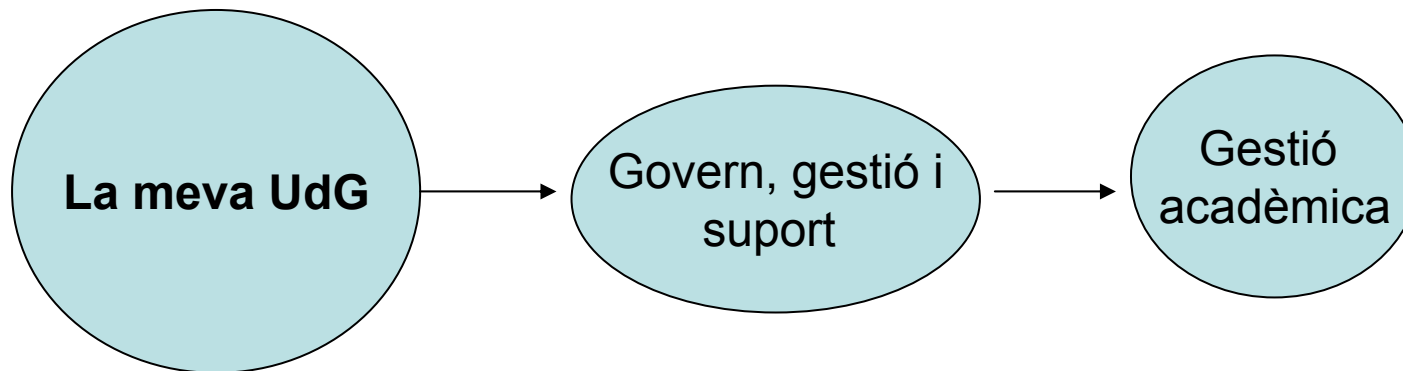 La meva UdG
Govern, gestió i
suport
Gestió
acadèmica